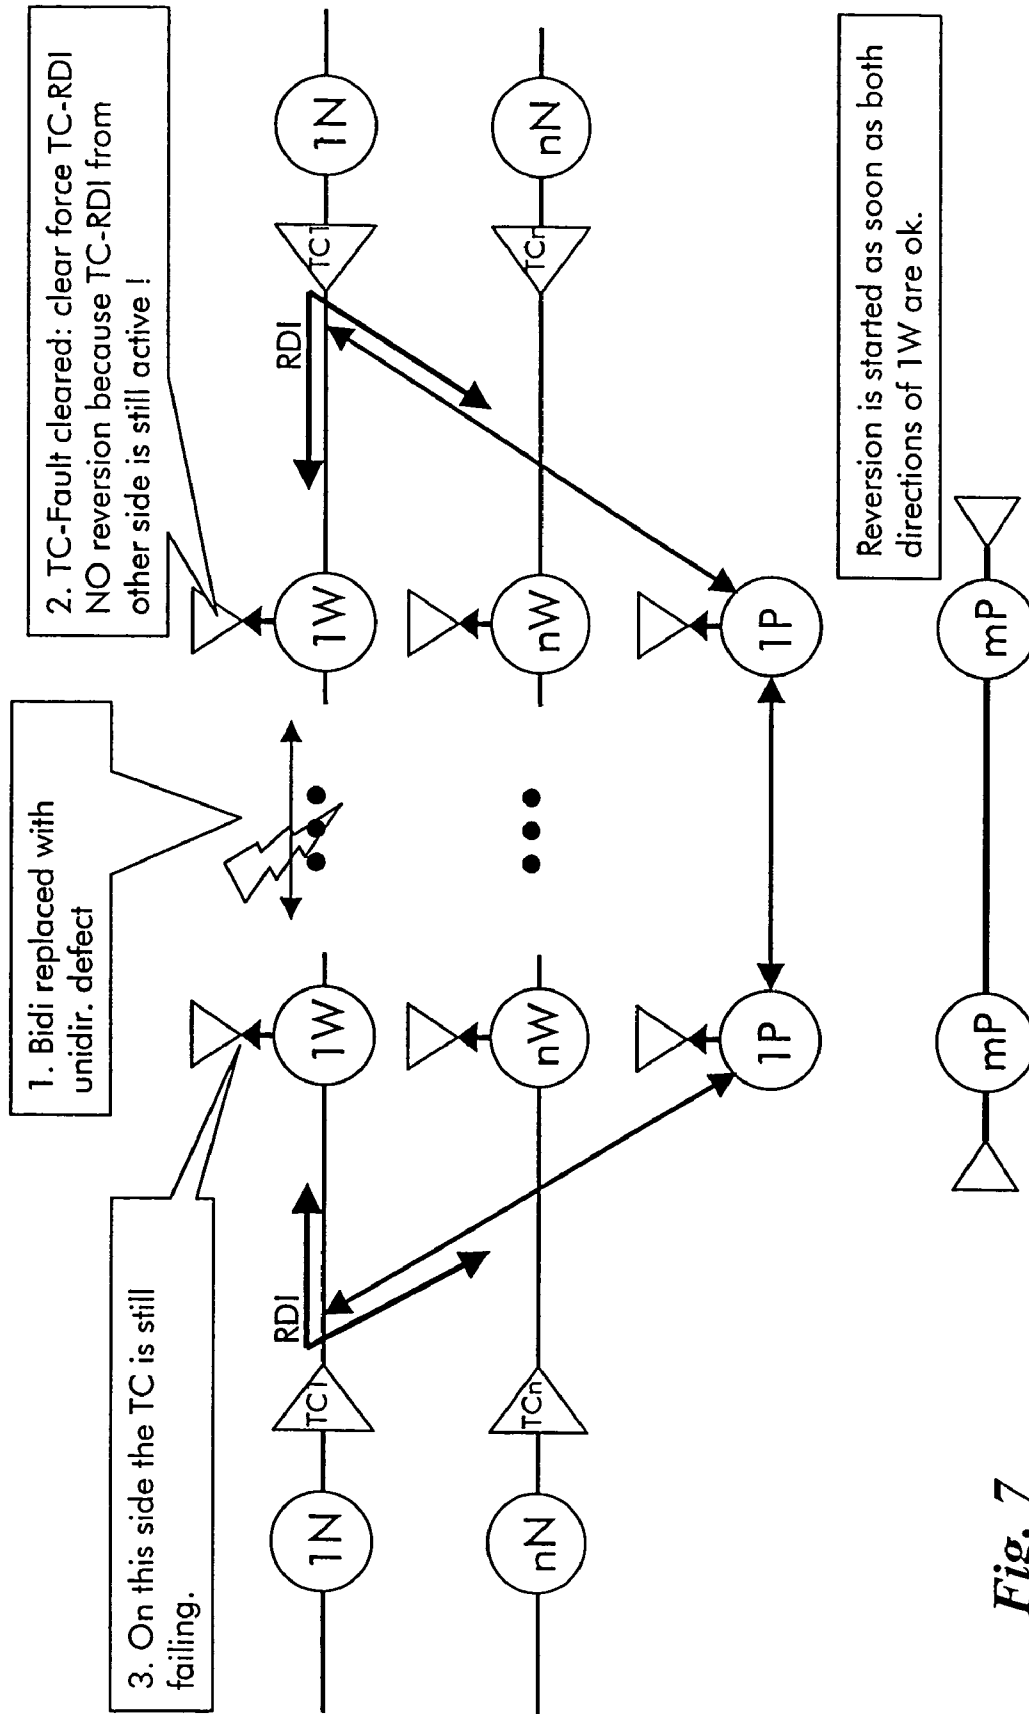 1. Bidi replaced with
unidir. defect
2. TC-Fault cleared: clear force TC-RDI
NO reversion because TC-RDI from
other side is still active !
3. On this side the TC is still
failing.
1N
TC1
RDI
1W
1W
RDI
TC1
1N
nN
TCn
nW
nW
TCn
nN
1P
1P
Reversion is started as soon as both
directions of 1W are ok.
mP
mP
Fig. 7